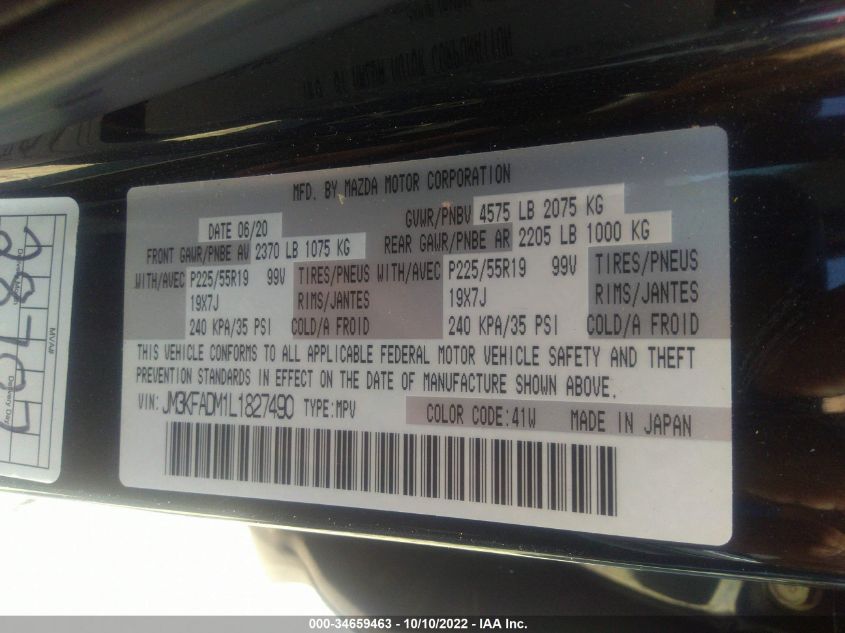 MFD. BY MAZDA MOTOR CORPORATION
DATE 06/20
GVWR/PNBV 4575 LB 2075 KG
FRONT GAWR/PNBE AV 2370 LB 1075 KG
REAR GAWR/PNBE AR 2205 LB 1000 KG
WITH/AVEC P225/55R19 99V TIRES/PNEUS WITH/AVEC P225/55R19 99V TIRES/PNEUS
19X7J RIMS/JANTES 19X7J RIMS/JANTES
240 KPA/35 PSI COLD/A FROID 240 KPA/35 PSI COLD/A FROID
THIS VEHICLE CONFORMS TO ALL APPLICABLE FEDERAL MOTOR VEHICLE SAFETY AND THEFT
PREVENTION STANDARDS IN EFFECT ON THE DATE OF MANUFACTURE SHOWN ABOVE.
VIN: JM3KFADM1L1827490 TYPE:MPV
COLOR CODE:41W MADE IN JAPAN
MVA#
000-34659463 - 10/10/2022 - IAA Inc.